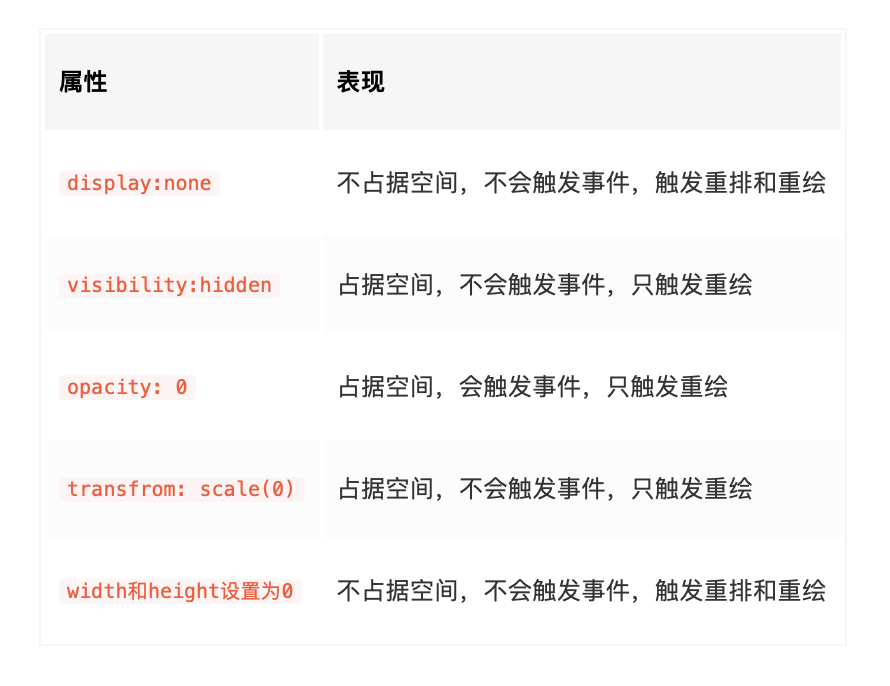 属性 表现
display:none 不占据空间，不会触发事件，触发重排和重绘
visibility:hidden 占据空间，不会触发事件，只触发重绘
opacity: 0 占据空间，会触发事件，只触发重绘
transfrom: scale(0) 占据空间，不会触发事件，只触发重绘
width和height设置为0 不占据空间，不会触发事件，触发重排和重绘